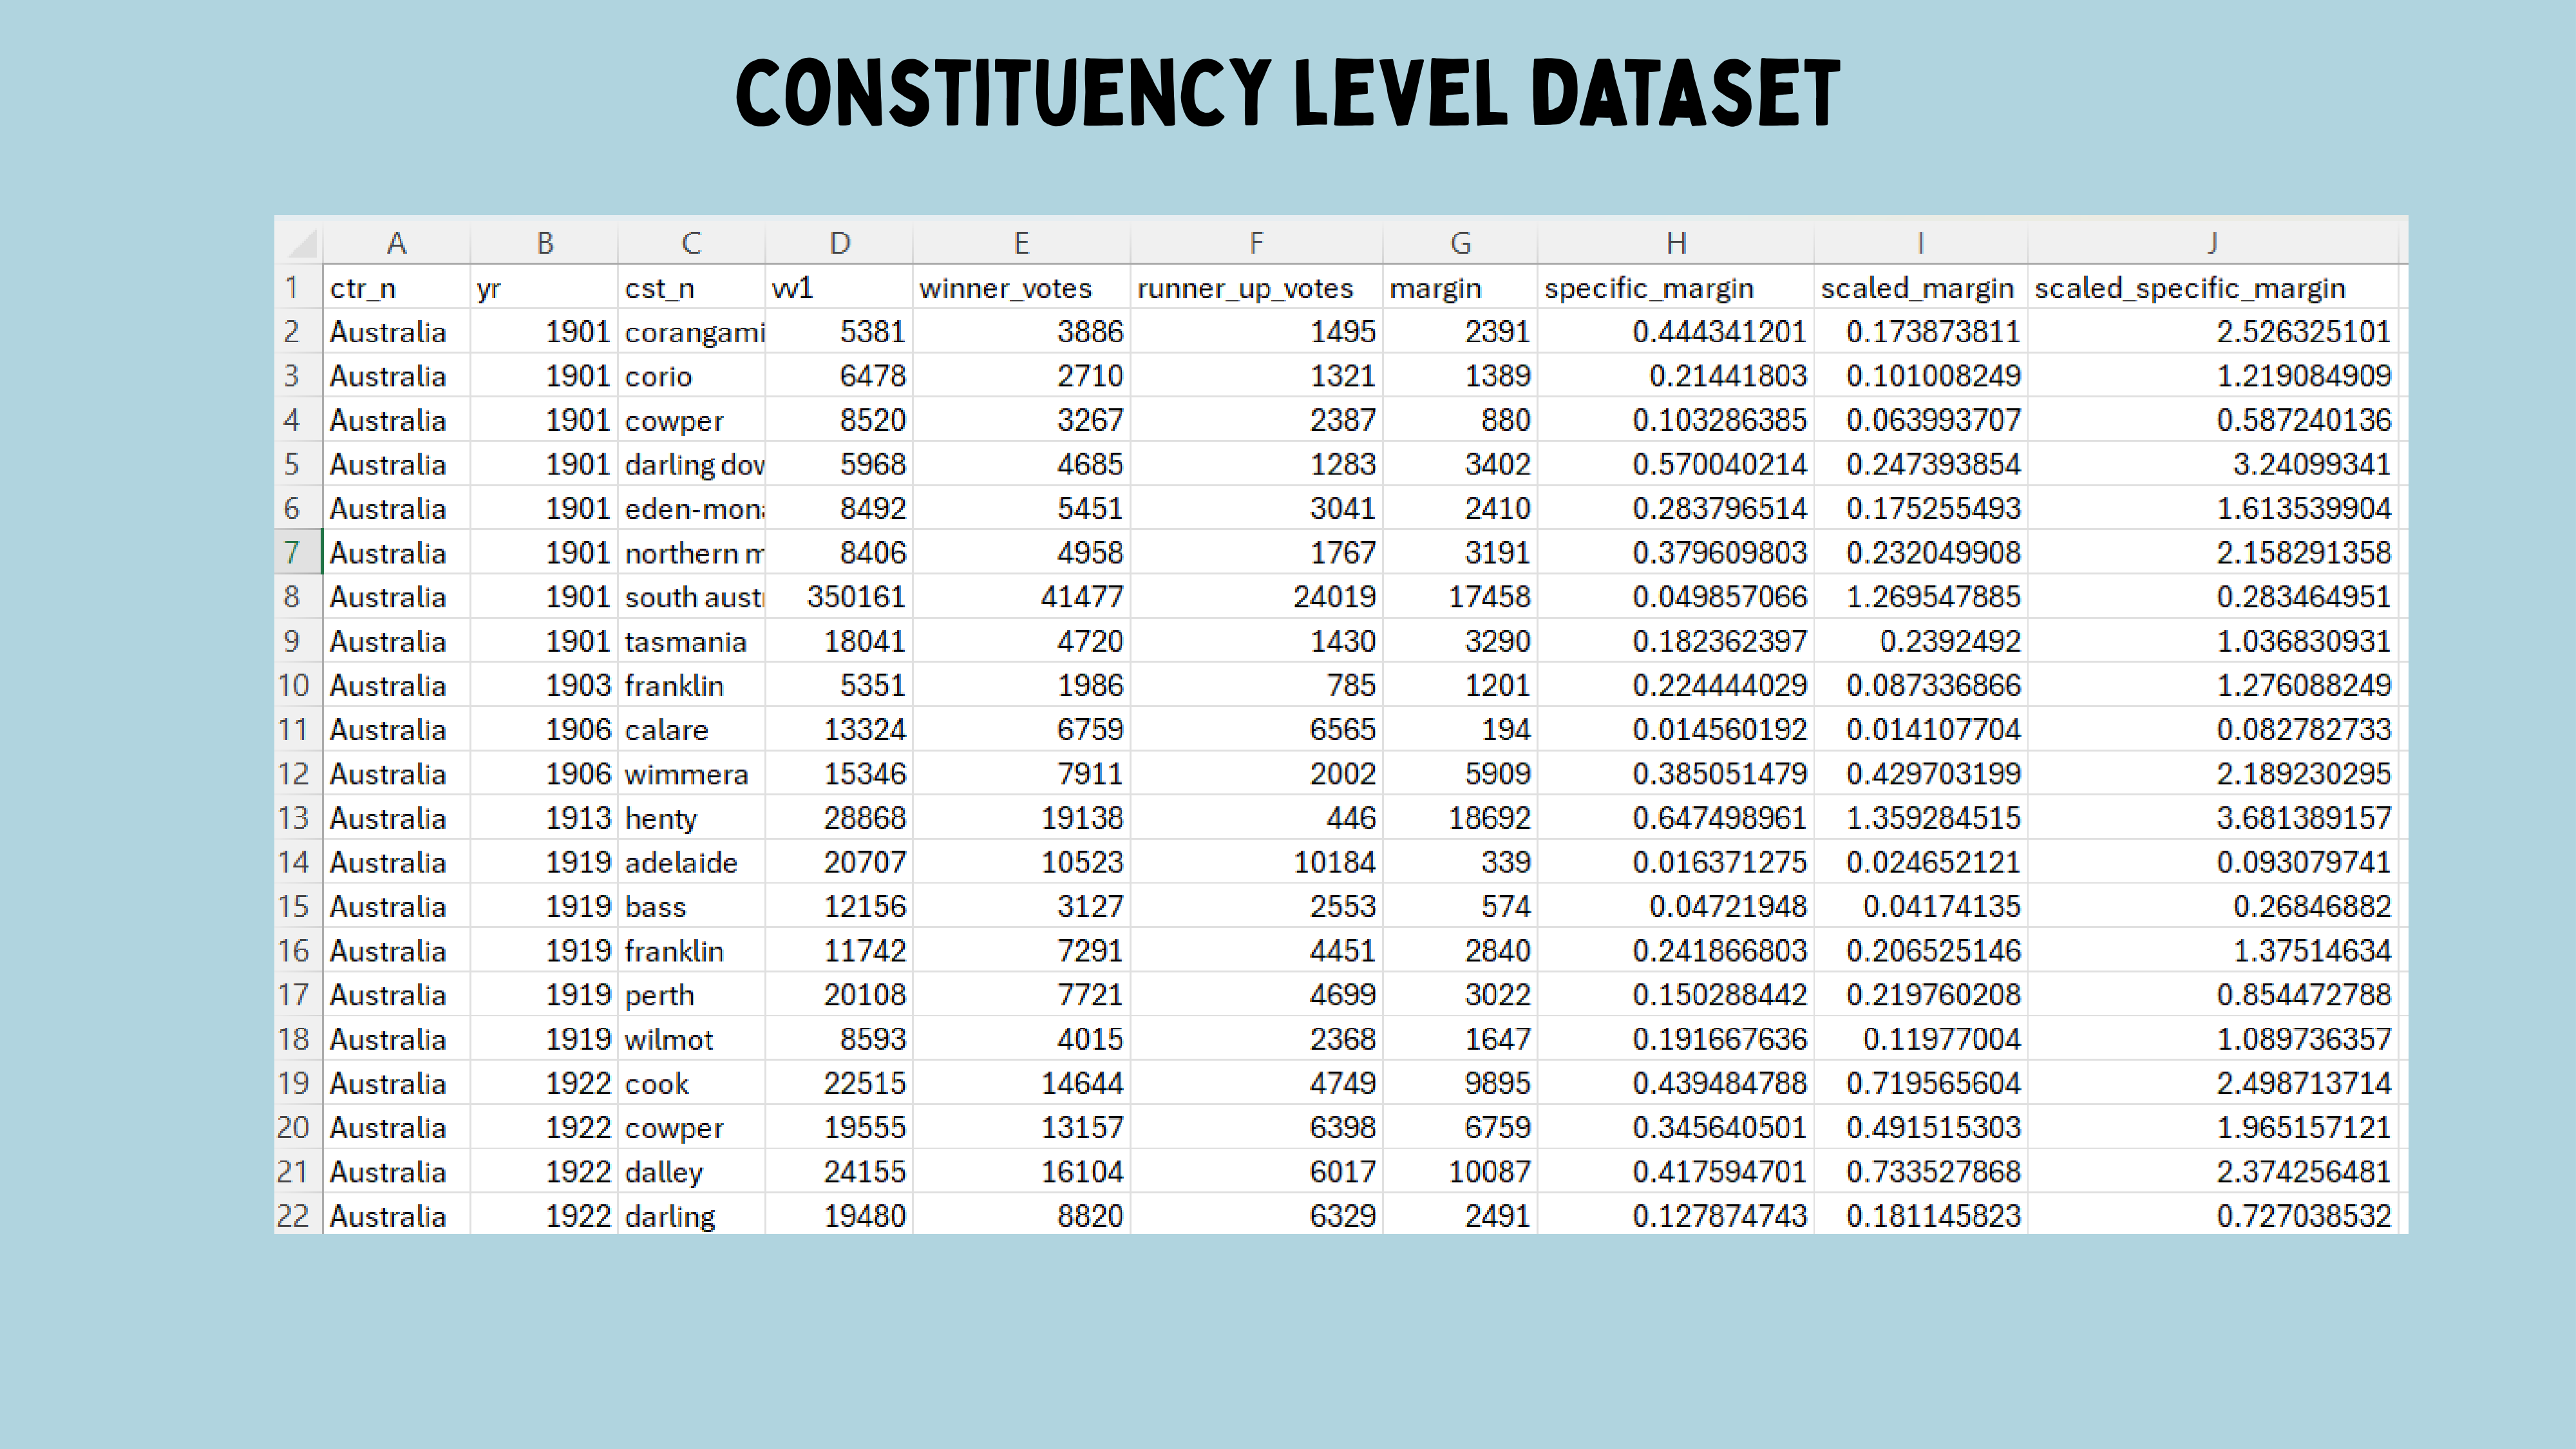 CONSTITUENCY LEVEL DATASET
A B C D E F G H I J
1 ctr_n yr cst_n vv1 winner_votes runner_up_votes margin specific_margin scaled_margin scaled_specific_margin
2 Australia 1901 corangami 5381 3886 1495 2391 0.444341201 0.173873811 2.526325101
3 Australia 1901 corio 6478 2710 1321 1389 0.21441803 0.101008249 1.219084909
4 Australia 1901 cowper 8520 3267 2387 880 0.103286385 0.063993707 0.587240136
5 Australia 1901 darling dow 5968 4685 1283 3402 0.570040214 0.247393854 3.24099341
6 Australia 1901 eden-mona 8492 5451 3041 2410 0.283796514 0.175255493 1.613539904
7 Australia 1901 northern m 8406 4958 1767 3191 0.379609803 0.232049908 2.158291358
8 Australia 1901 south austr 350161 41477 24019 17458 0.049857066 1.269547885 0.283464951
9 Australia 1901 tasmania 18041 4720 1430 3290 0.182362397 0.2392492 1.036830931
10 Australia 1903 franklin 5351 1986 785 1201 0.224444029 0.087336866 1.276088249
11 Australia 1906 calare 13324 6759 6565 194 0.014560192 0.014107704 0.082782733
12 Australia 1906 wimmera 15346 7911 2002 5909 0.385051479 0.429703199 2.189230295
13 Australia 1913 henty 28868 19138 446 18692 0.647498961 1.359284515 3.681389157
14 Australia 1919 adelaide 20707 10523 10184 339 0.016371275 0.024652121 0.093079741
15 Australia 1919 bass 12156 3127 2553 574 0.04721948 0.04174135 0.26846882
16 Australia 1919 franklin 11742 7291 4451 2840 0.241866803 0.206525146 1.37514634
17 Australia 1919 perth 20108 7721 4699 3022 0.150288442 0.219760208 0.854472788
18 Australia 1919 wilmot 8593 4015 2368 1647 0.191667636 0.11977004 1.089736357
19 Australia 1922 cook 22515 14644 4749 9895 0.439484788 0.719565604 2.498713714
20 Australia 1922 cowper 19555 13157 6398 6759 0.345640501 0.491515303 1.965157121
21 Australia 1922 dalley 24155 16104 6017 10087 0.417594701 0.733527868 2.374256481
22 Australia 1922 darling 19480 8820 6329 2491 0.127874743 0.181145823 0.727038532